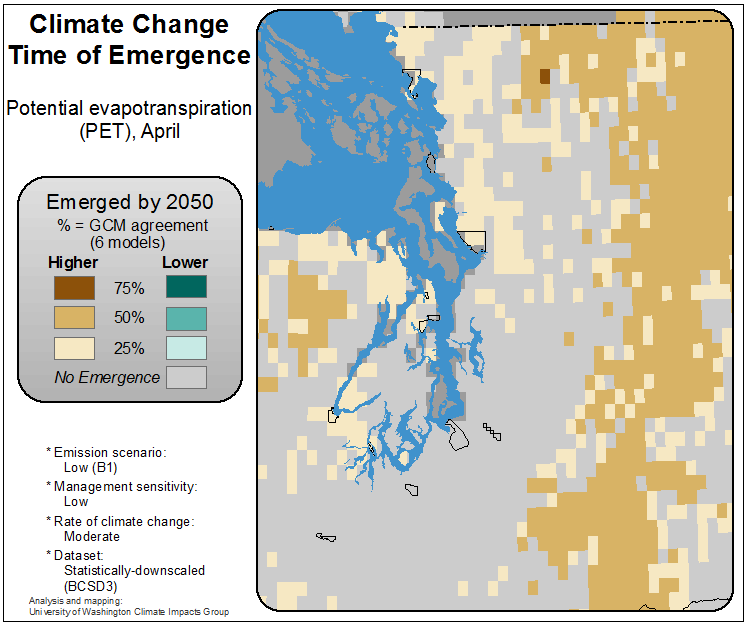 Climate Change
Time of Emergence
Potential evapotranspiration
(PET), April
Emerged by 2050
% = GCM agreement
(6 models)
Higher Lower
75%
50%
25%
No Emergence
* Emission scenario:
Low (B1)
* Management sensitivity:
Low
* Rate of climate change:
Moderate
* Dataset:
Statistically-downscaled
(BCSD3)
Analysis and mapping:
University of Washington Climate Impacts Group